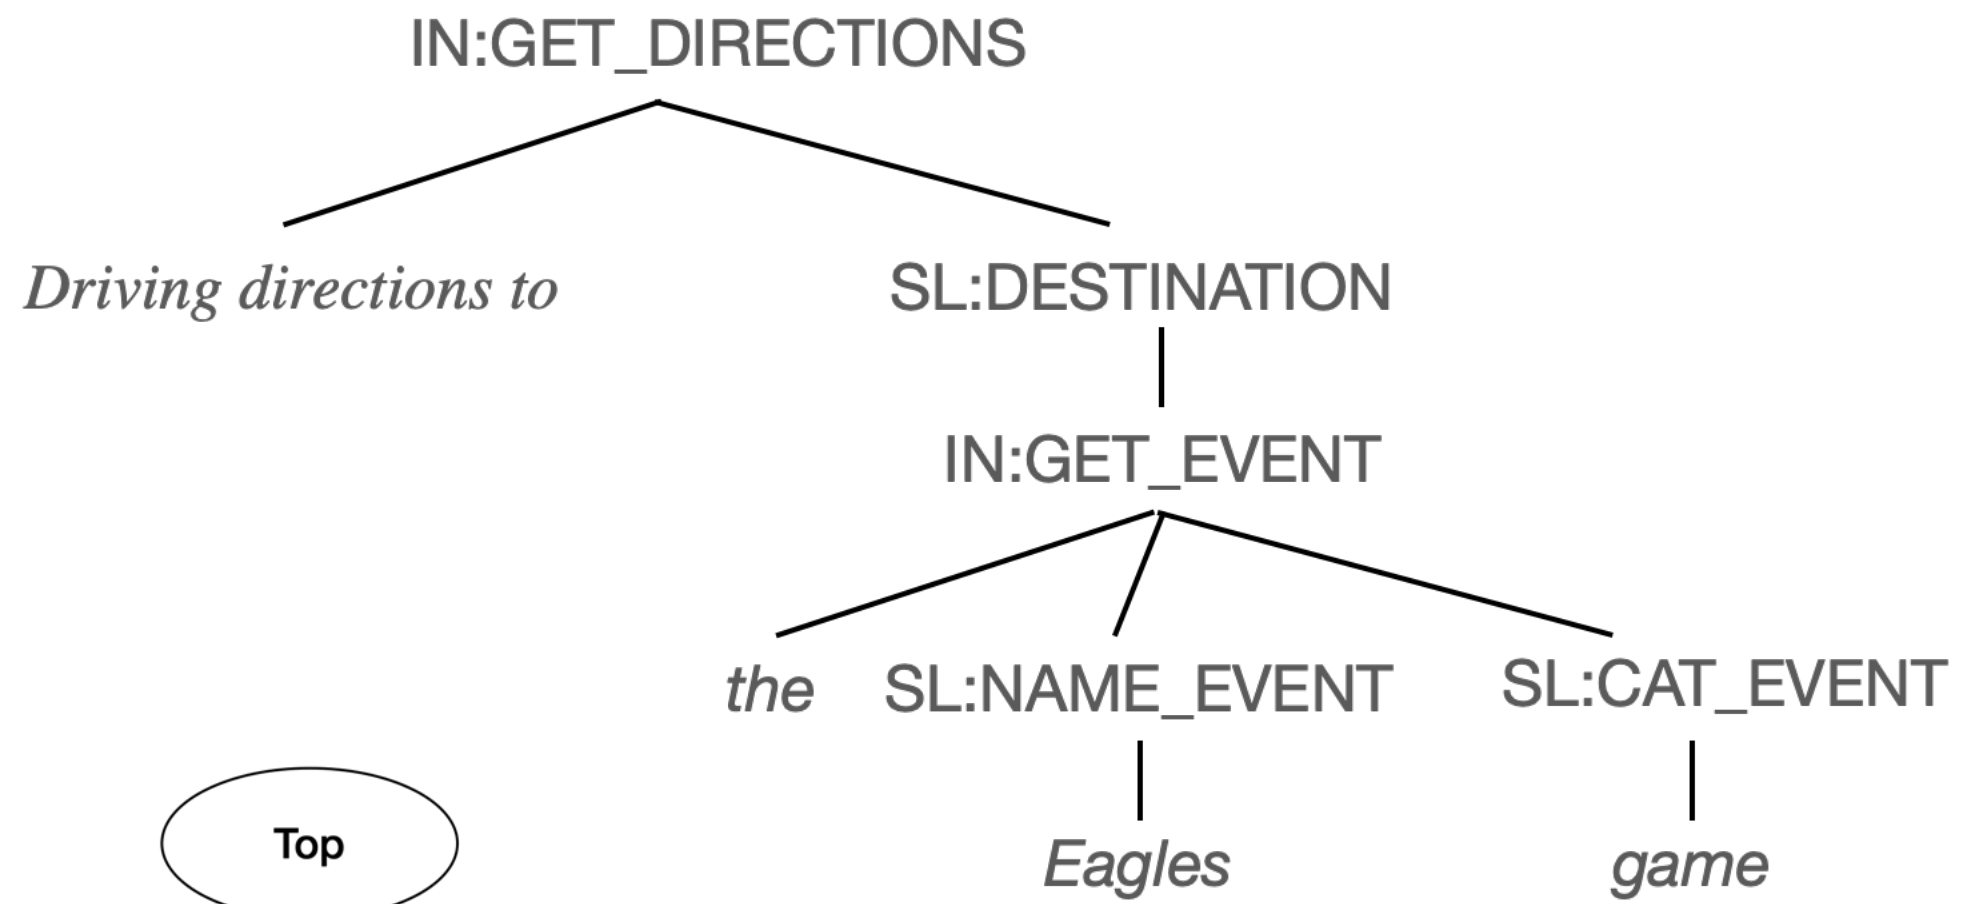 IN:GET_DIRECTIONS
Driving directions to
SL:DESTINATION
IN:GET_EVENT
the
SL:NAME_EVENT
SL:CAT_EVENT
Top
Eagles
game